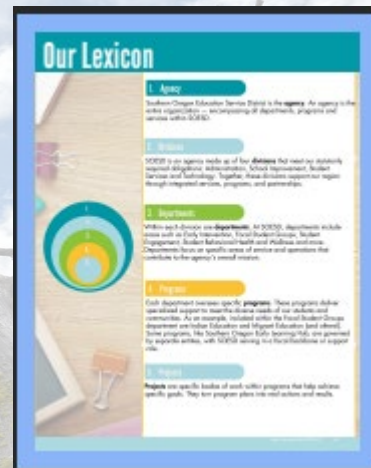 Our Lexicon
1. Agency
Southern Oregon Education Service District is the agency. An agency is the
entire organization — encompassing all departments, programs and
services within SOESD.
2. Divisions
SOESD is an agency made up of four divisions that meet our statutorily
required obligations: Administration, School Improvement, Student
Services and Technology. Together, these divisions support our region
through integrated services, programs, and partnerships.
3. Departments
Within each division are departments. At SOESD, departments include
areas such as Early Intervention, Focal Student Groups, Student
Engagement, Student Behavioral Health and Wellness and more.
Departments focus on specific areas of service and operations that
contribute to the agency's overall mission.
4. Programs
Each department oversees specific programs. These programs deliver
specialized support to meet the diverse needs of our students and
communities. As an example, included within the Focal Student Groups
department are Indian Education and Migrant Education (and others).
Some programs, like Southern Oregon Early Learning Hub, are governed
by separate entities, with SOESD serving in a fiscal/backbone or support
role.
5. Projects
Projects are specific bodies of work within programs that help achieve
specific goals. They turn program plans into real actions and results.